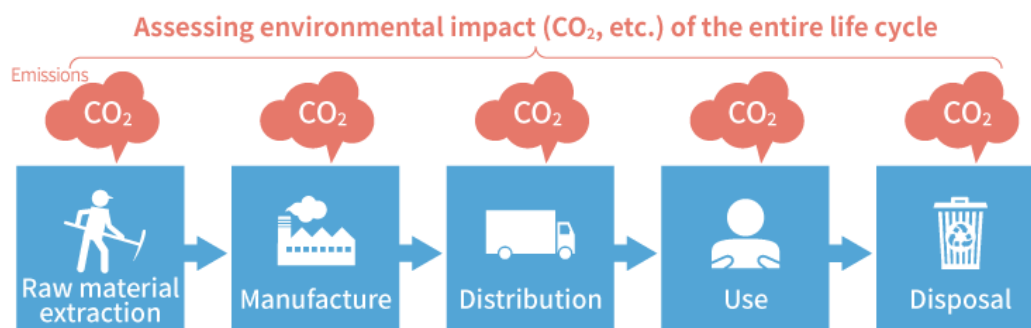 Assessing environmental impact (CO₂, etc.) of the entire life cycle
Emissions
CO₂
CO₂
CO₂
CO₂
CO₂
Raw material
extraction
Manufacture
Distribution
Use
Disposal